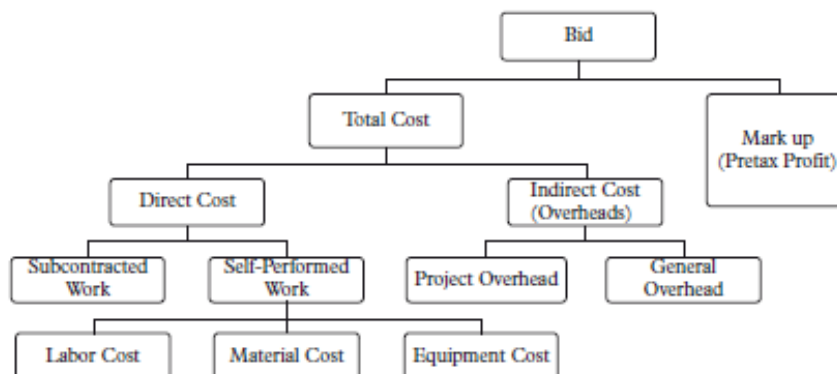 Bid
Total Cost
Mark up
(Pretax Profit)
Direct Cost
Indirect Cost
(Overheads)
Subcontracted
Work
Self-Performed
Work
Project Overhead
General
Overhead
Labor Cost
Material Cost
Equipment Cost